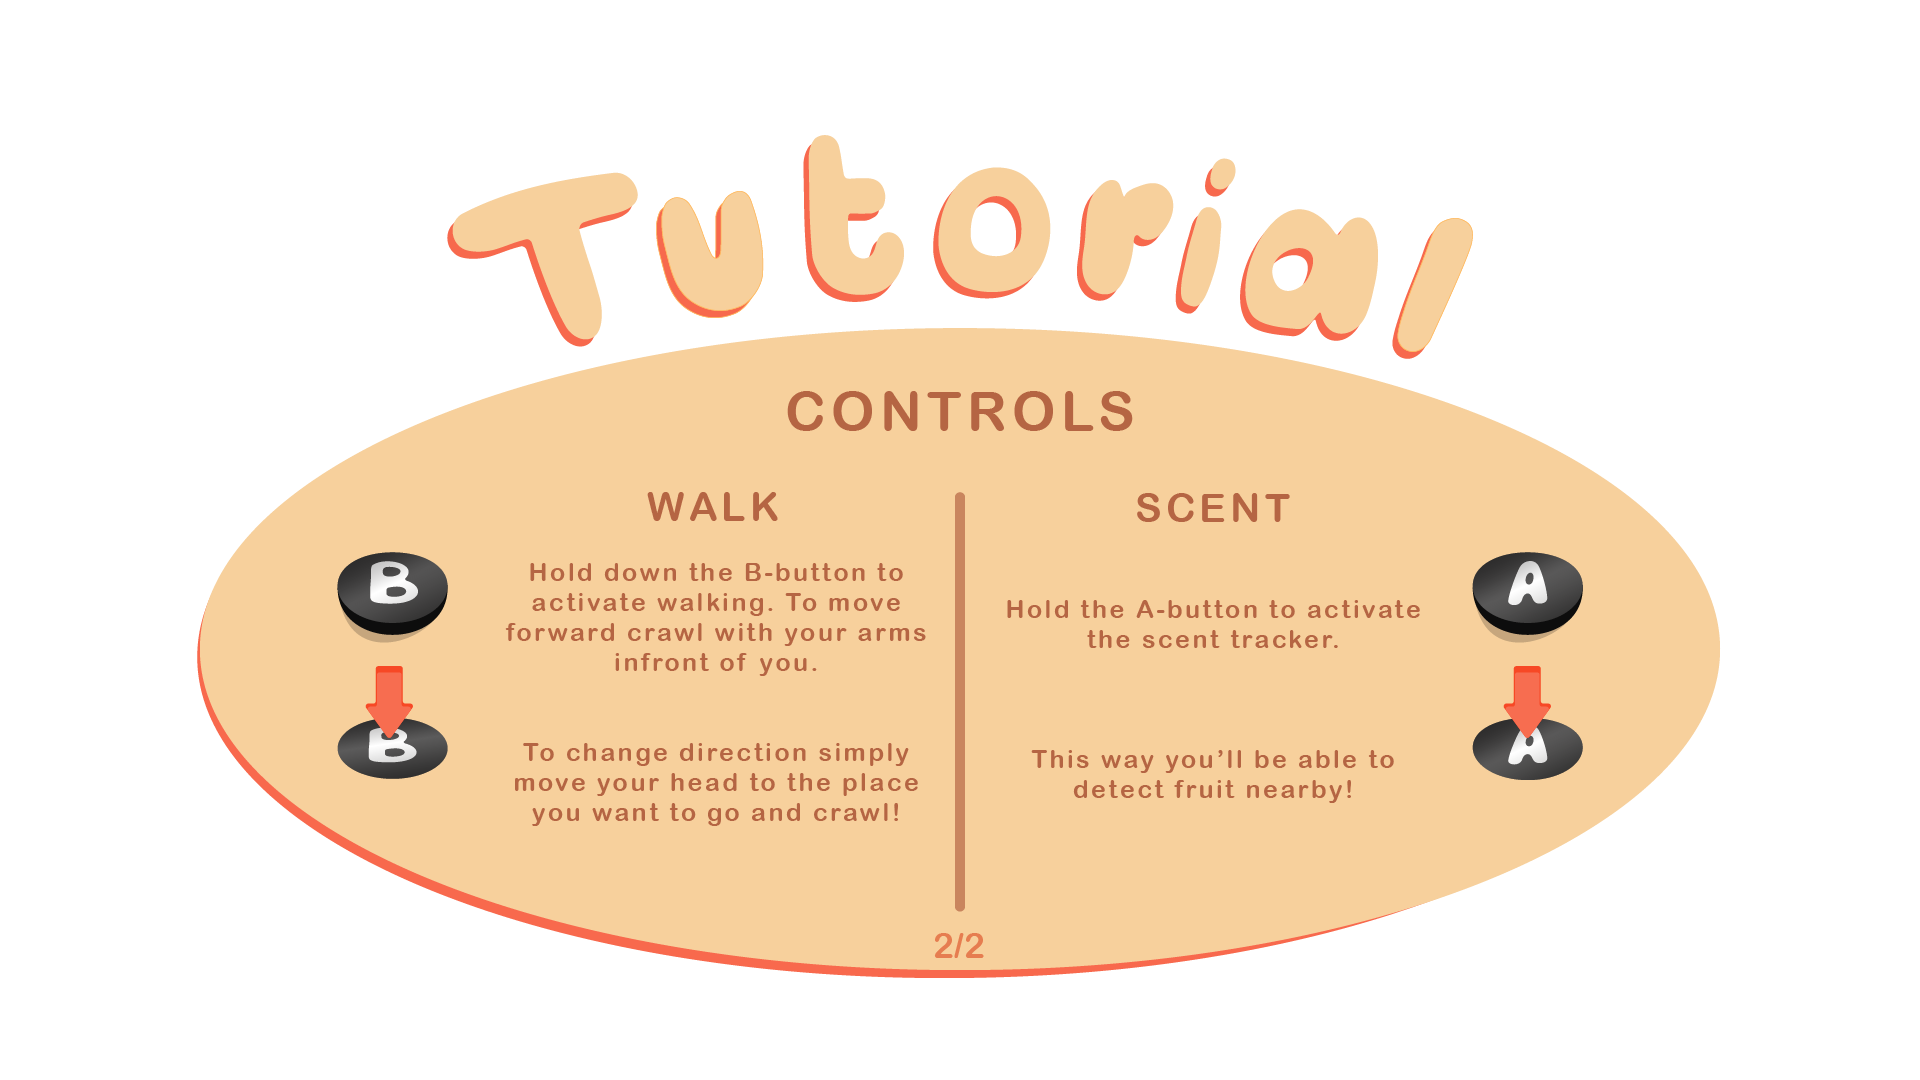 Tutorial
CONTROLS
WALK
B
Hold down the B-button to
activate walking. To move
forward crawl with your arms
infront of you.
B
To change direction simply
move your head to the place
you want to go and crawl!
SCENT
A
Hold the A-button to activate
the scent tracker.
A
This way you'll be able to
detect fruit nearby!
2/2